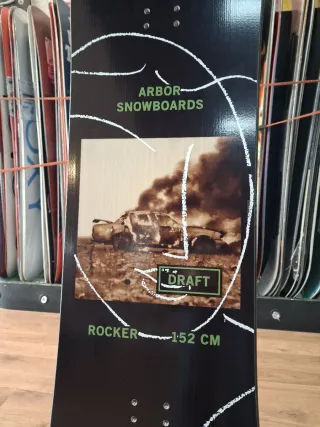 ARBOR
SNOWBOARDS
DRAFT
ROCKER 152 CM